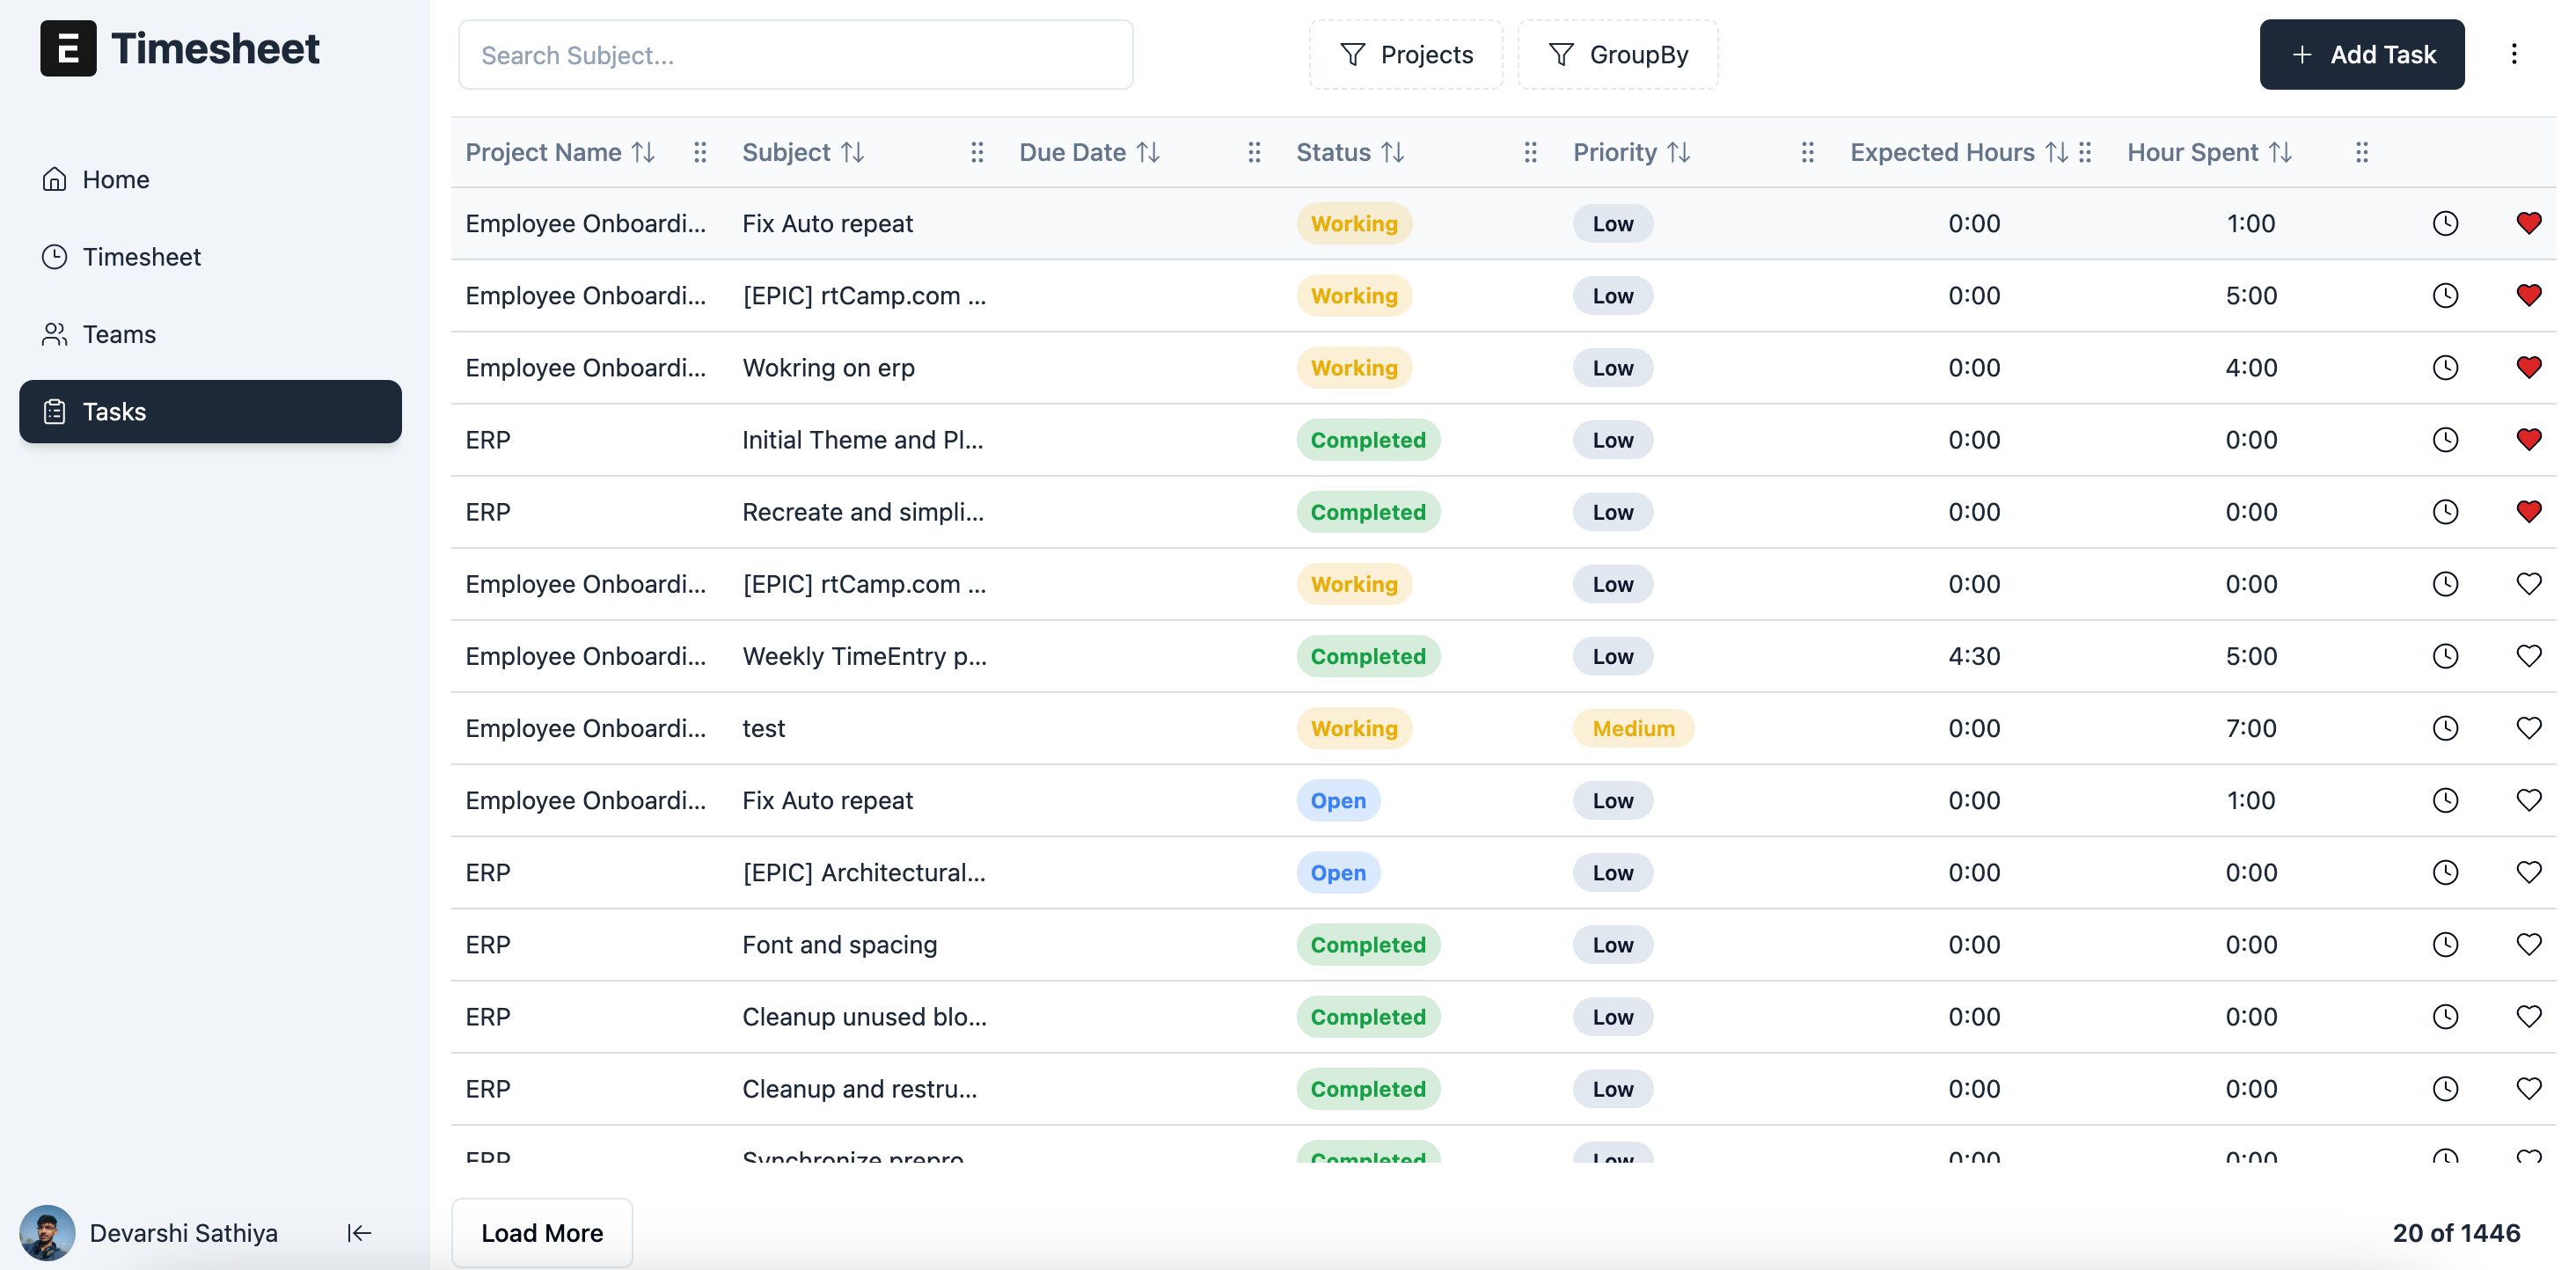 Timesheet
Home
Timesheet
Teams
Tasks
Devarshi Sathiya
Search Subject...
Projects
GroupBy
Add Task
Project Name Subject Due Date Status Priority Expected Hours Hour Spent
Employee Onboardi... Fix Auto repeat Working Low 0:00 1:00
Employee Onboardi... [EPIC] rtCamp.com ... Working Low 0:00 5:00
Employee Onboardi... Wokring on erp Working Low 0:00 4:00
ERP Initial Theme and Pl... Completed Low 0:00 0:00
ERP Recreate and simpli... Completed Low 0:00 0:00
Employee Onboardi... [EPIC] rtCamp.com ... Working Low 0:00 0:00
Employee Onboardi... Weekly TimeEntry p... Completed Low 4:30 5:00
Employee Onboardi... test Working Medium 0:00 7:00
Employee Onboardi... Fix Auto repeat Open Low 0:00 1:00
ERP [EPIC] Architectural... Open Low 0:00 0:00
ERP Font and spacing Completed Low 0:00 0:00
ERP Cleanup unused blo... Completed Low 0:00 0:00
ERP Cleanup and restru... Completed Low 0:00 0:00
ERP Synchronize prepro Completed Low 0:00 0:00
Load More
20 of 1446